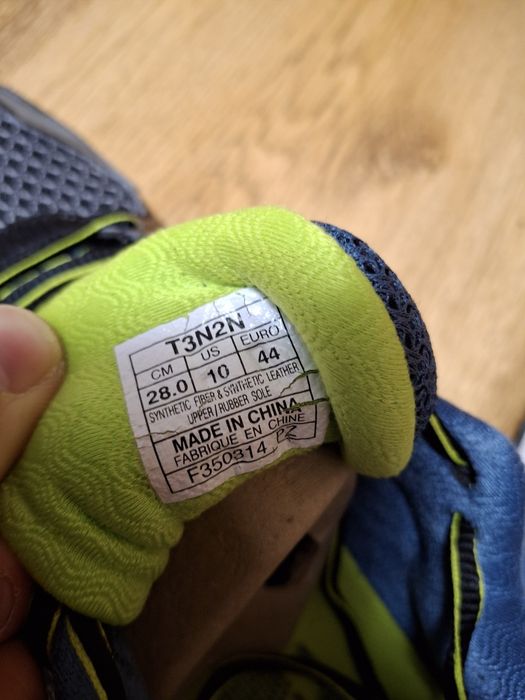 T3N2N
CM US EURO
28.0 10 44
SYNTHETIC FIBER & SYNTHETIC LEATHER
UPPER/RUBBER SOLE
MADE IN CHINA
FABRIQUE EN CHINE
F350314